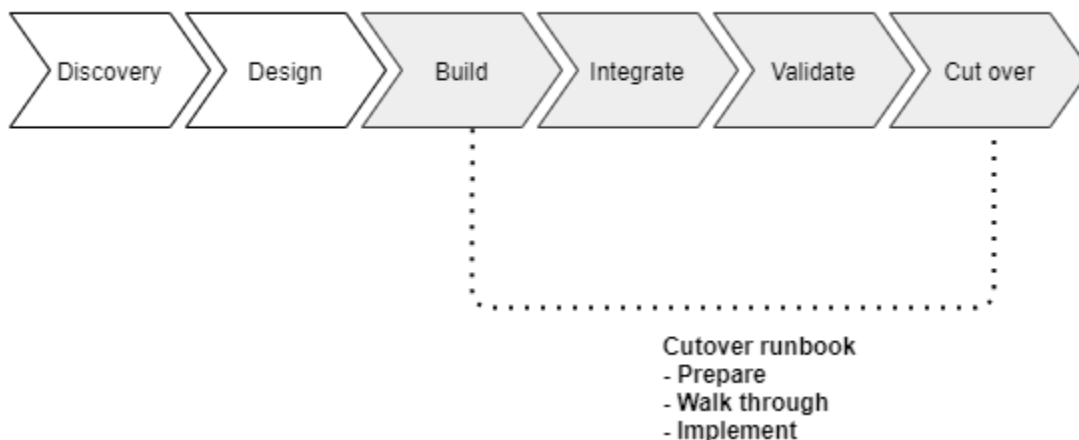 Discovery
Design
Build
Integrate
Validate
Cut over
Cutover runbook
- Prepare
- Walk through
- Implement